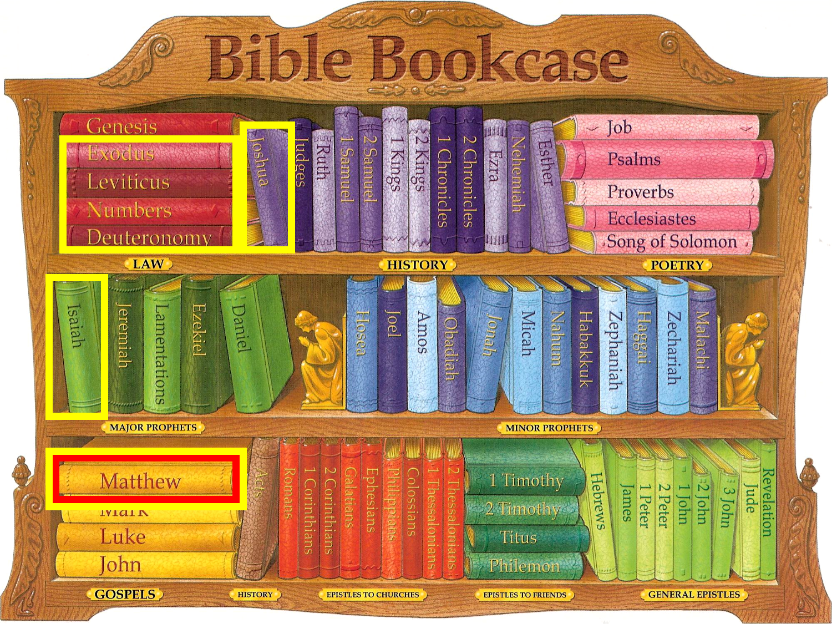 Bible Bookcase
Genesis
Exodus
Leviticus
Numbers
Deuteronomy
Joshua
Judges
Ruth
1 Samuel
2 Samuel
1 Kings
2 Kings
1 Chronicles
2 Chronicles
Ezra
Nehemiah
Esther
Job
Psalms
Proverbs
Ecclesiastes
Song of Solomon
LAW
HISTORY
POETRY
Isaiah
Jeremiah
Lamentations
Ezekiel
Daniel
Hosea
Joel
Amos
Obadiah
Jonah
Micah
Nahum
Habakkuk
Zephaniah
Haggai
Zechariah
Malachi
MAJOR PROPHETS
MINOR PROPHETS
Matthew
Mark
Luke
John
Acts
Romans
1 Corinthians
2 Corinthians
Galatians
Ephesians
Philippians
Colossians
1 Thessalonians
2 Thessalonians
1 Timothy
2 Timothy
Titus
Philemon
Hebrews
James
1 Peter
2 Peter
1 John
2 John
3 John
Jude
Revelation
GOSPELS
HISTORY
EPISTLES TO CHURCHES
EPISTLES TO FRIENDS
GENERAL EPISTLES